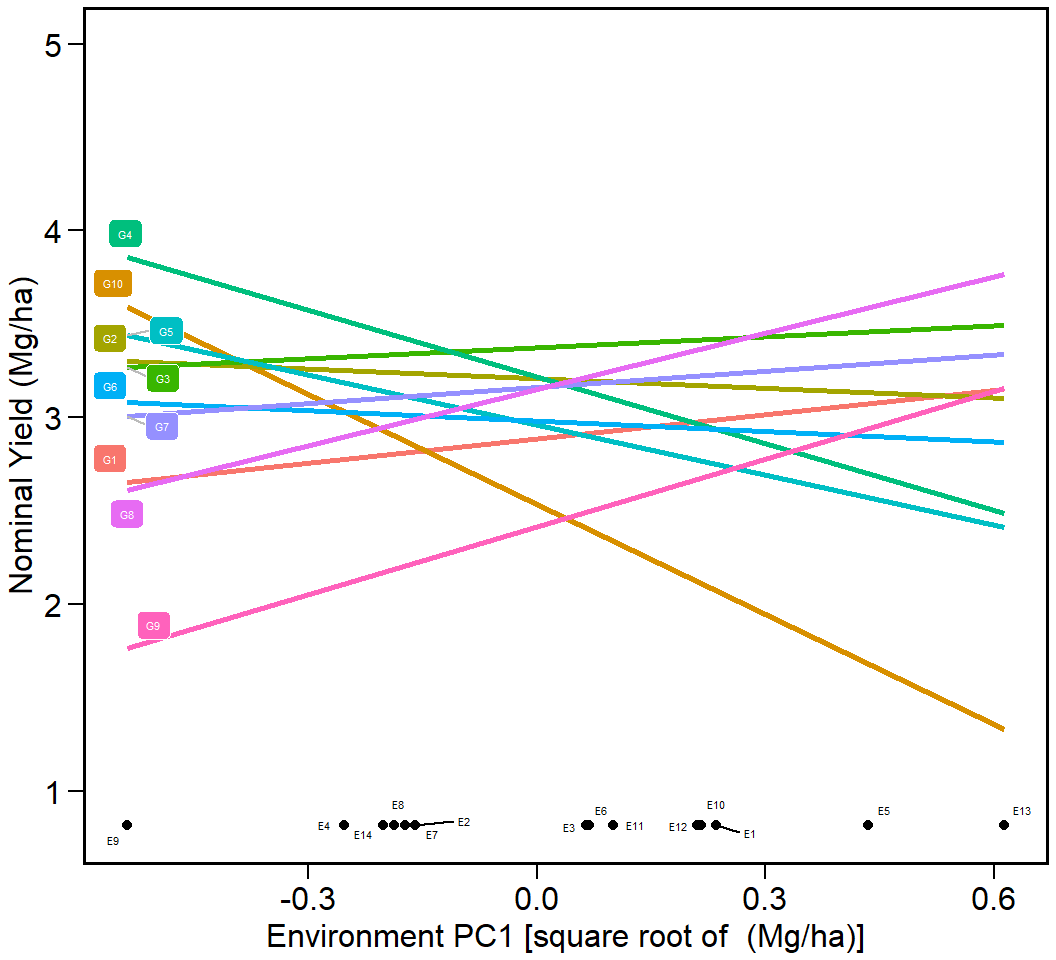 5
4
3
2
1
Nominal Yield (Mg/ha)
G4
G10
G5
G2
G3
G6
G7
G1
G8
G9
E8
E10
E6
E5
E13
E4
E2
E3
E11
E12
E14
E7
E1
E9
-0.3 0.0 0.3 0.6
Environment PC1 [square root of  (Mg/ha)]